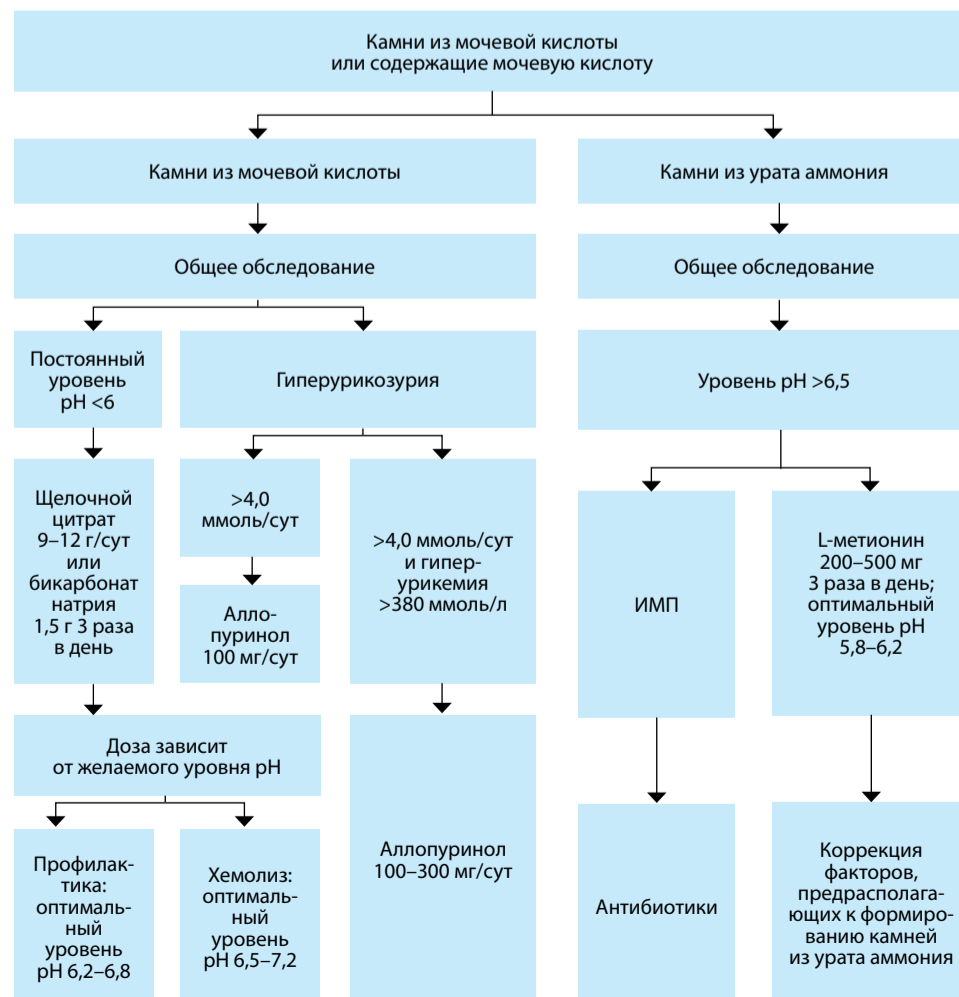 Камни из мочевой кислоты
или содержащие мочевую кислоту
Камни из мочевой кислоты
Камни из урата аммония
Общее обследование
Общее обследование
Постоянный
уровень
pH <6
Гиперурикозурия
Уровень pH >6,5
Щелочной
цитрат
9–12 г/сут
или
бикарбонат
натрия
1,5 г 3 раза
в день
>4,0
ммоль/сут
Алло-
пуринол
100 мг/сут
>4,0 ммоль/сут
и гипер-
урикемия
>380 ммоль/л
ИМП
L-метионин
200–500 мг
3 раза в день;
оптимальный
уровень pH
5,8–6,2
Доза зависит
от желаемого уровня pH
Профилак-
тика:
оптималь-
ный
уровень
pH 6,2–6,8
Хемолиз:
оптималь-
ный
уровень
pH 6,5–7,2
Аллопуринол
100–300 мг/сут
Антибиотики
Коррекция
факторов,
предрасполага-
ющих к формиро-
ванию камней
из урата аммония